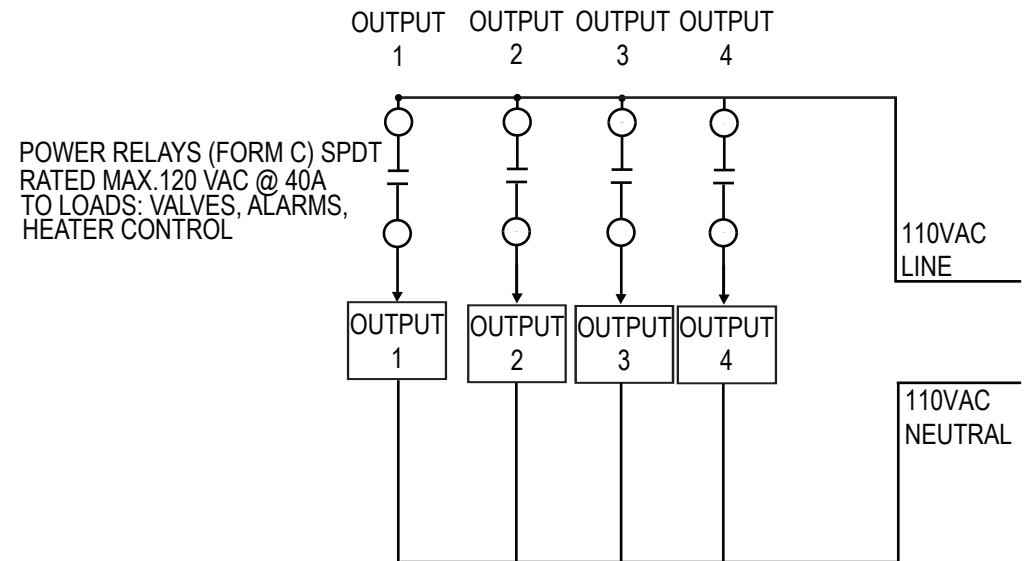 OUTPUT OUTPUT OUTPUT OUTPUT
1 2 3 4
POWER RELAYS (FORM C) SPDT
RATED MAX.120 VAC @ 40A
TO LOADS: VALVES, ALARMS,
HEATER CONTROL
110VAC
LINE
OUTPUT OUTPUT OUTPUT OUTPUT
1 2 3 4
110VAC
NEUTRAL